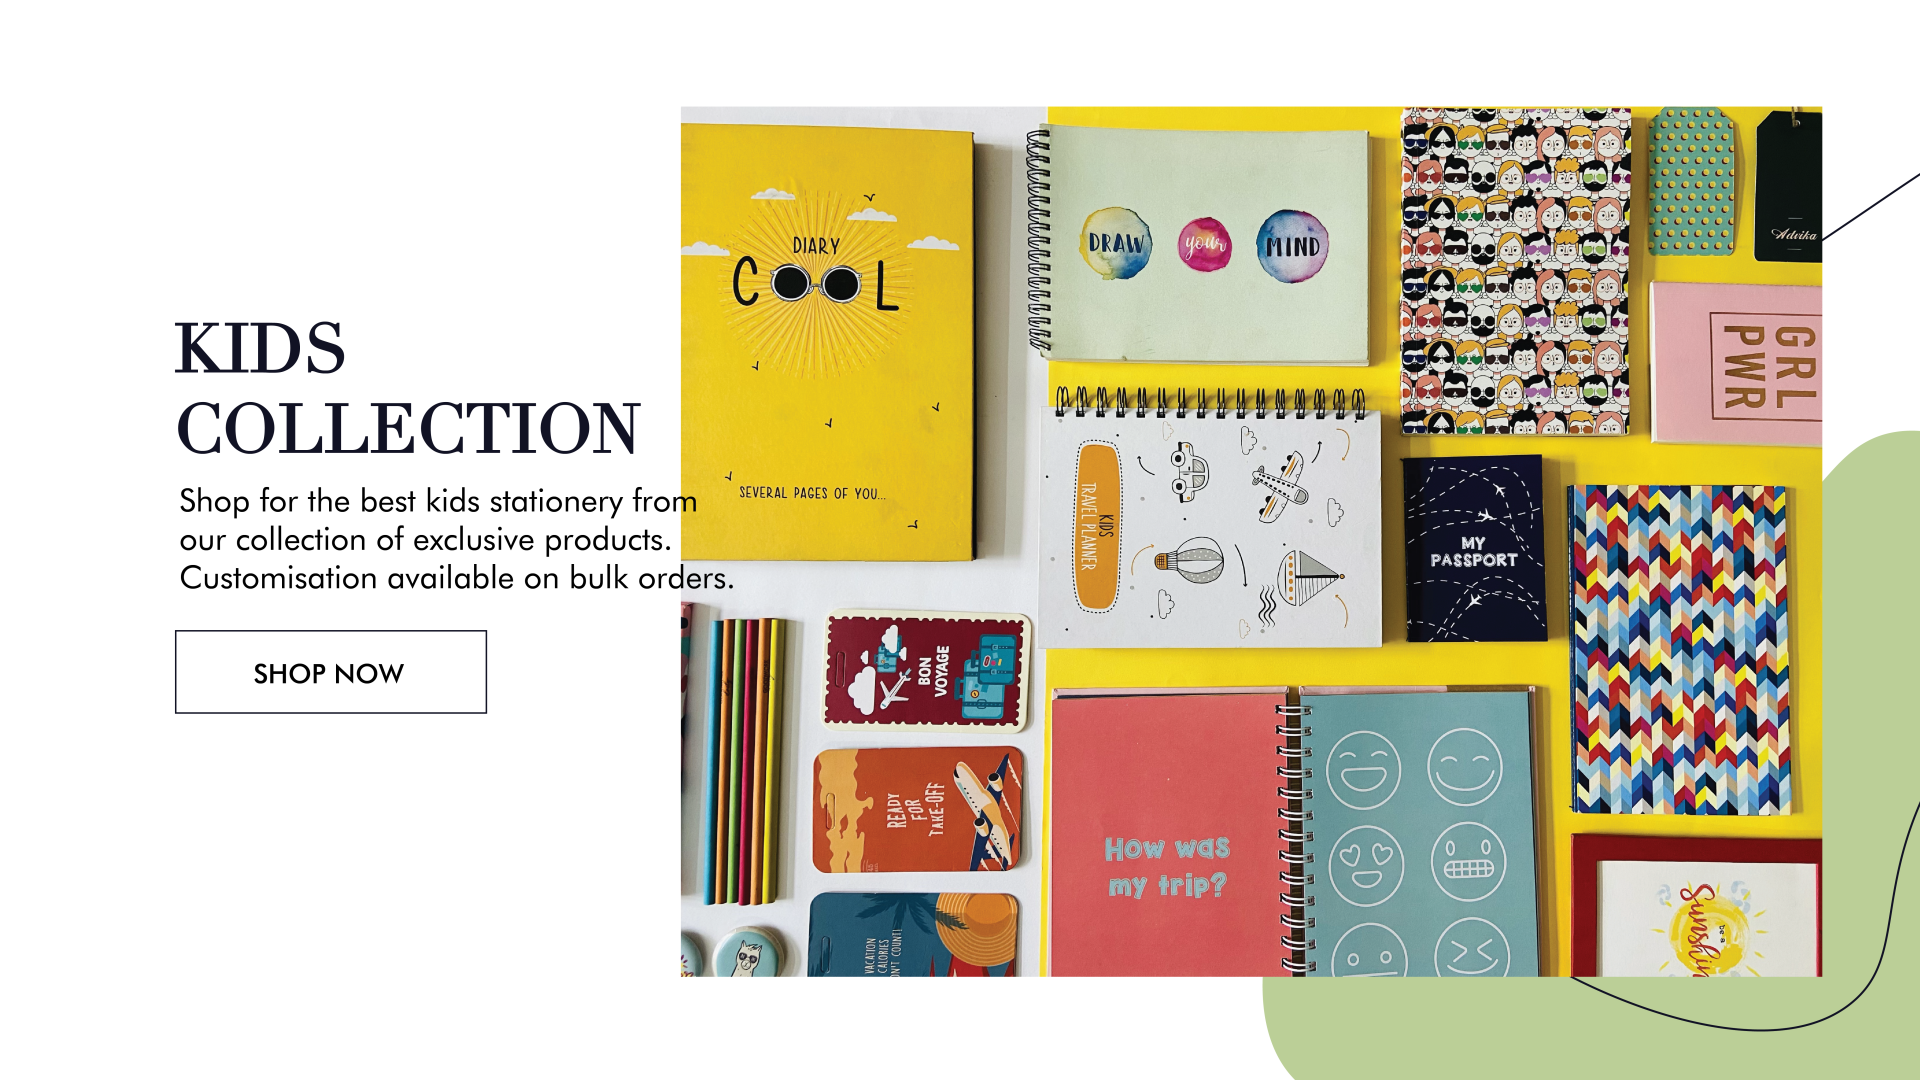 KIDS
COLLECTION
Shop for the best kids stationery from
our collection of exclusive products.
Customisation available on bulk orders.
SHOP NOW
DIARY
COOL
SEVERAL PAGES OF YOU...
DRAW your MIND
Advika
GRL
PWR
KIDS
TRAVEL PLANNER
MY
PASSPORT
BON
VOYAGE
READY
FOR
TAKE-OFF
VACATION
CALORIES
How was
my trip?
be a